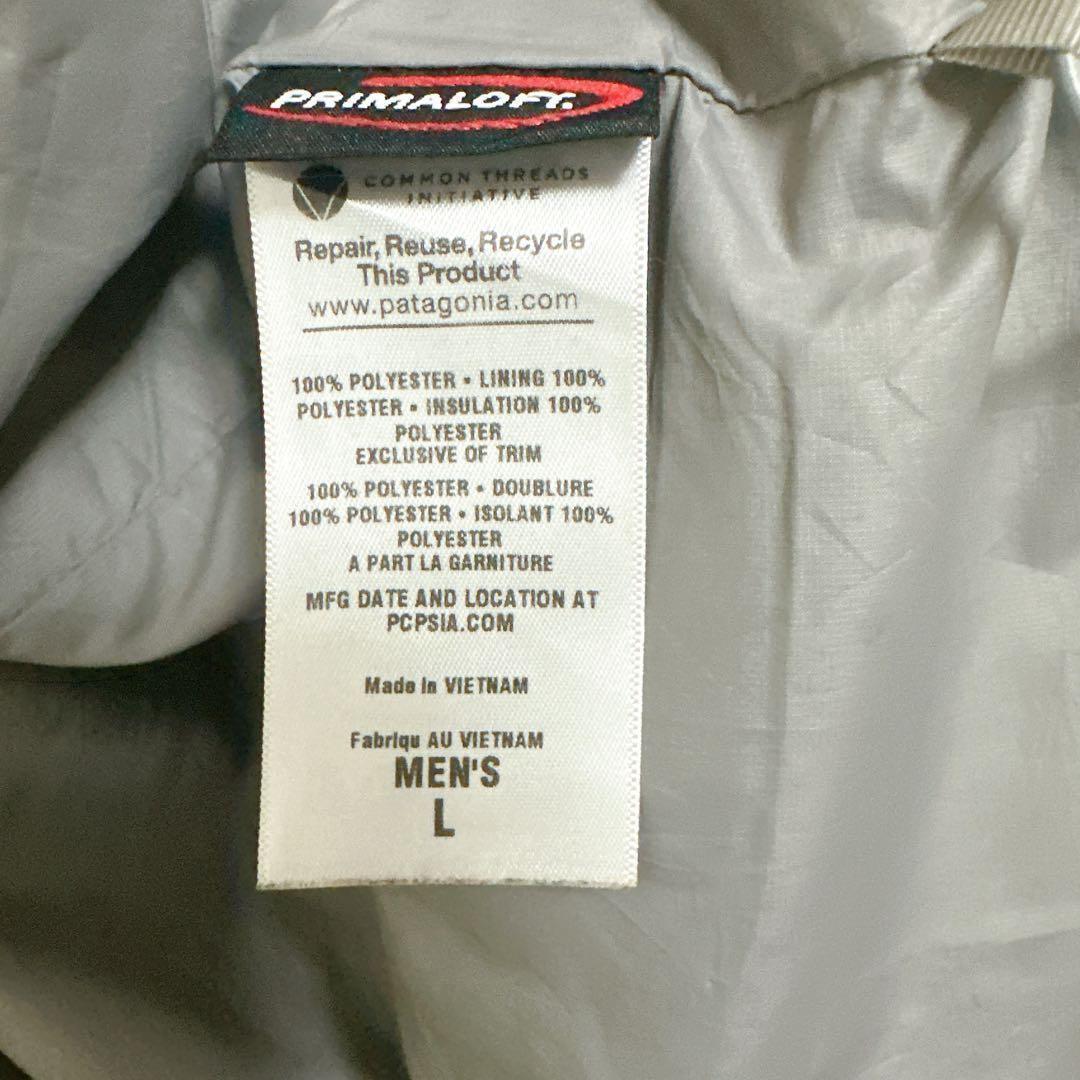 PRIMALOFT.
COMMON THREADS
INITIATIVE
Repair, Reuse, Recycle
This Product
www.patagonia.com
100% POLYESTER • LINING 100%
POLYESTER • INSULATION 100%
POLYESTER
EXCLUSIVE OF TRIM
100% POLYESTER • DOUBLURE
100% POLYESTER • ISOLANT 100%
POLYESTER
A PART LA GARNITURE
MFG DATE AND LOCATION AT
PCPSIA.COM
Made in VIETNAM
Fabriqu AU VIETNAM
MEN'S
L